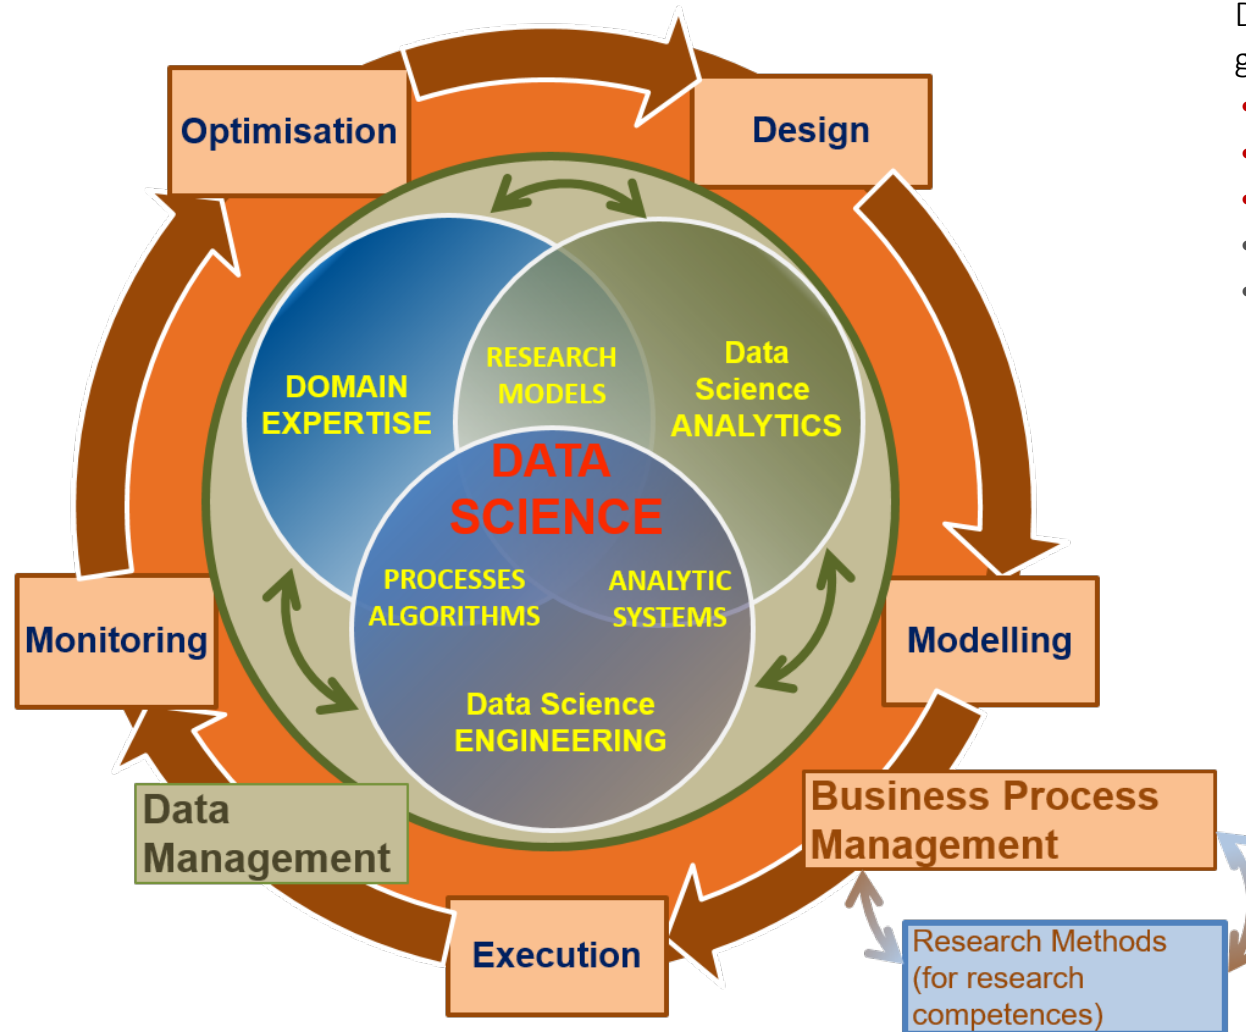 Optimisation
Design
DOMAIN
EXPERTISE
RESEARCH
MODELS
Data
Science
ANALYTICS
DATA
SCIENCE
PROCESSES
ALGORITHMS
ANALYTIC
SYSTEMS
Monitoring
Modelling
Data Science
ENGINEERING
Data
Management
Business Process
Management
Execution
Research Methods
(for research
competences)